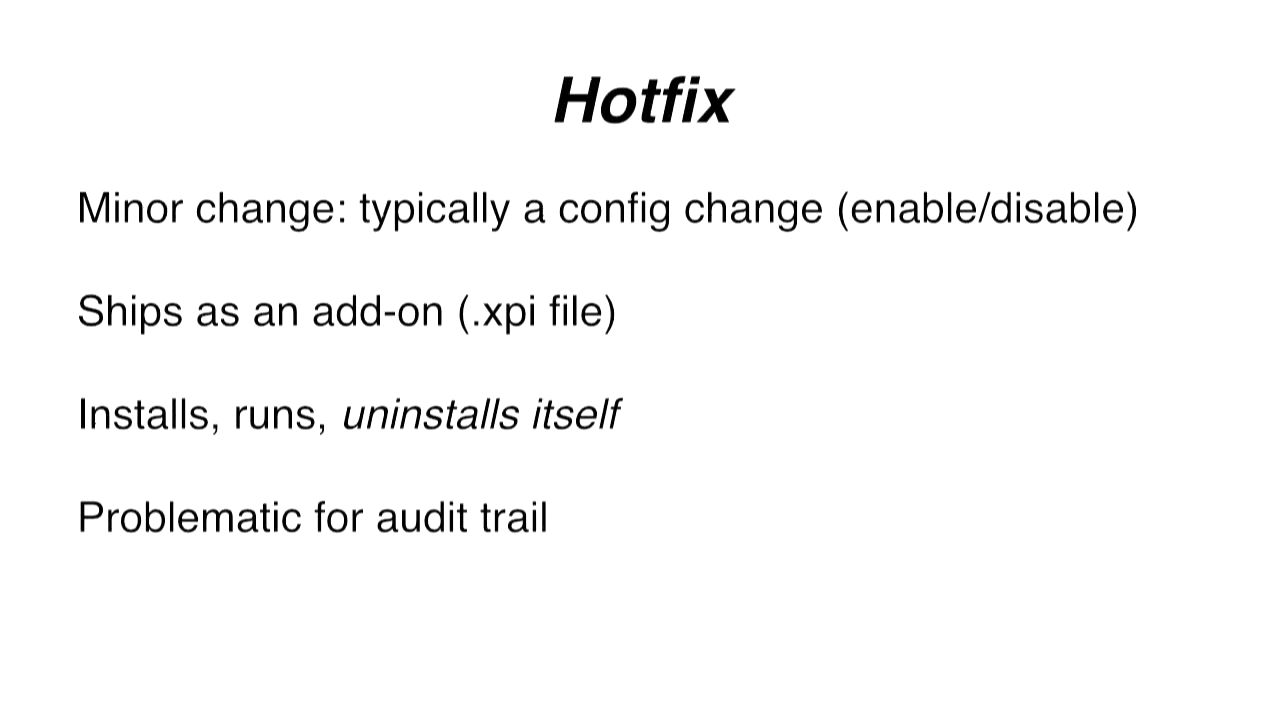 Hotfix
Minor change: typically a config change (enable/disable)
Ships as an add-on (.xpi file)
Installs, runs, uninstalls itself
Problematic for audit trail